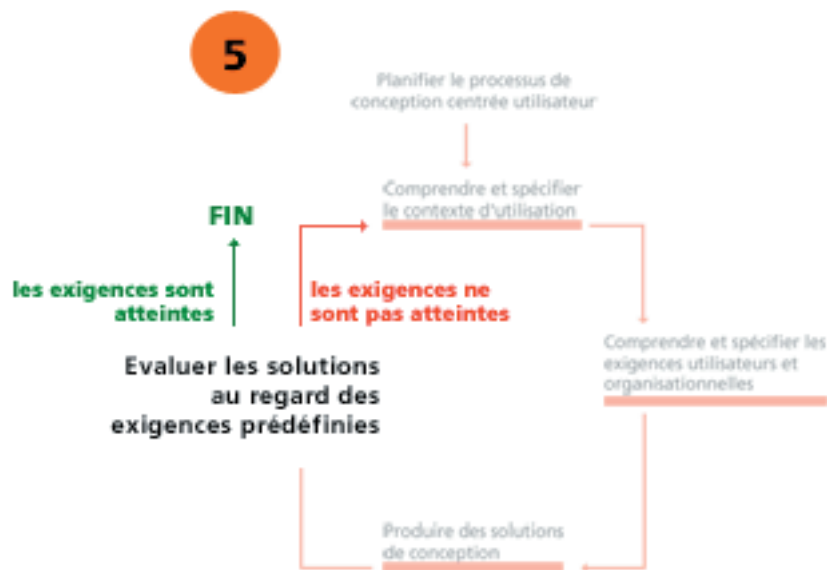 5
Planifier le processus de
conception centrée utilisateur
Comprendre et spécifier
le contexte d'utilisation
FIN
les exigences sont
atteintes
les exigences ne
sont pas atteintes
Comprendre et spécifier les
exigences utilisateurs et
organisationnelles
Evaluer les solutions
au regard des
exigences prédéfinies
Produire des solutions
de conception